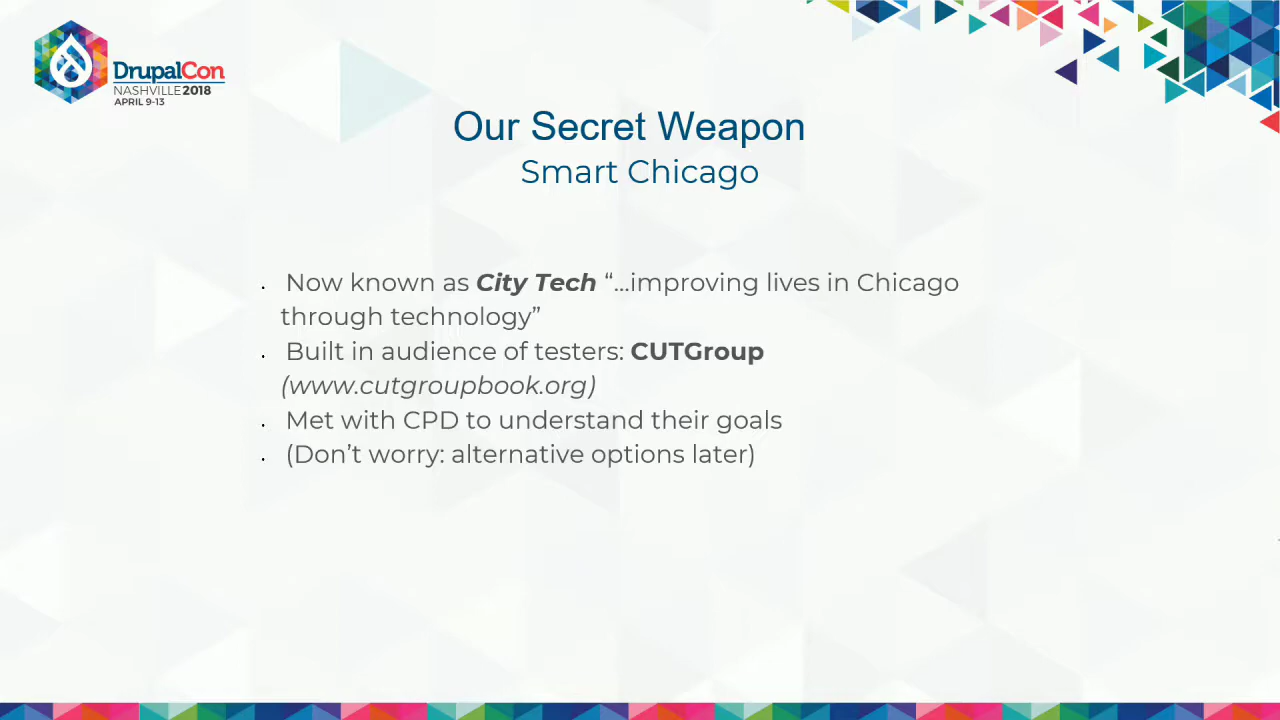 DrupalCon
NASHVILLE 2018
APRIL 9-13
Our Secret Weapon
Smart Chicago
. Now known as City Tech “...improving lives in Chicago
through technology”
. Built in audience of testers: CUTGroup
(www.cutgroupbook.org)
. Met with CPD to understand their goals
. (Don’t worry: alternative options later)